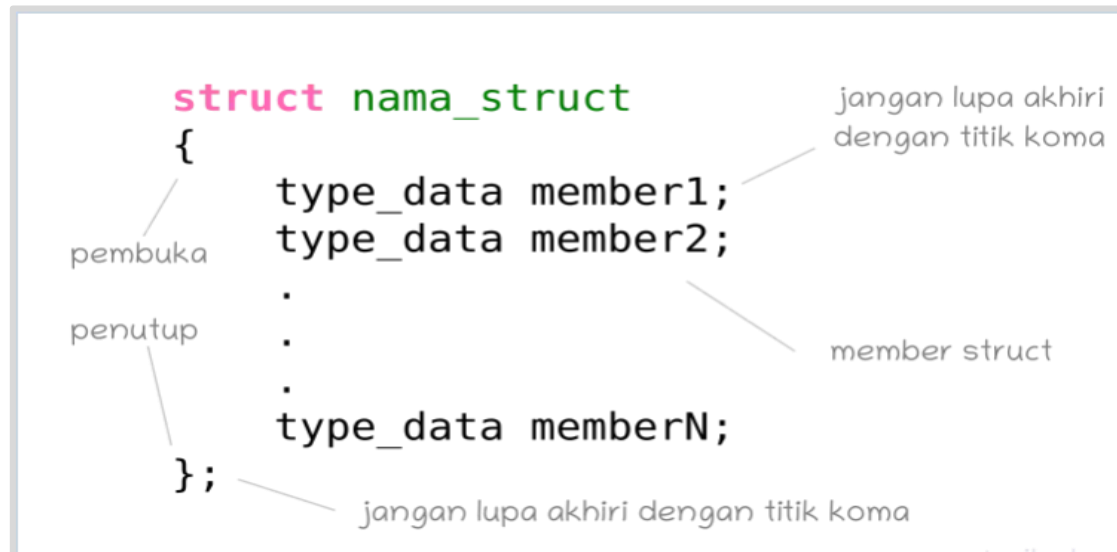 struct nama_struct
{
type_data member1;
type_data member2;
.
.
.
type_data memberN;
};
jangan lupa akhiri
dengan titik koma
pembuka
penutup
member struct
jangan lupa akhiri dengan titik koma